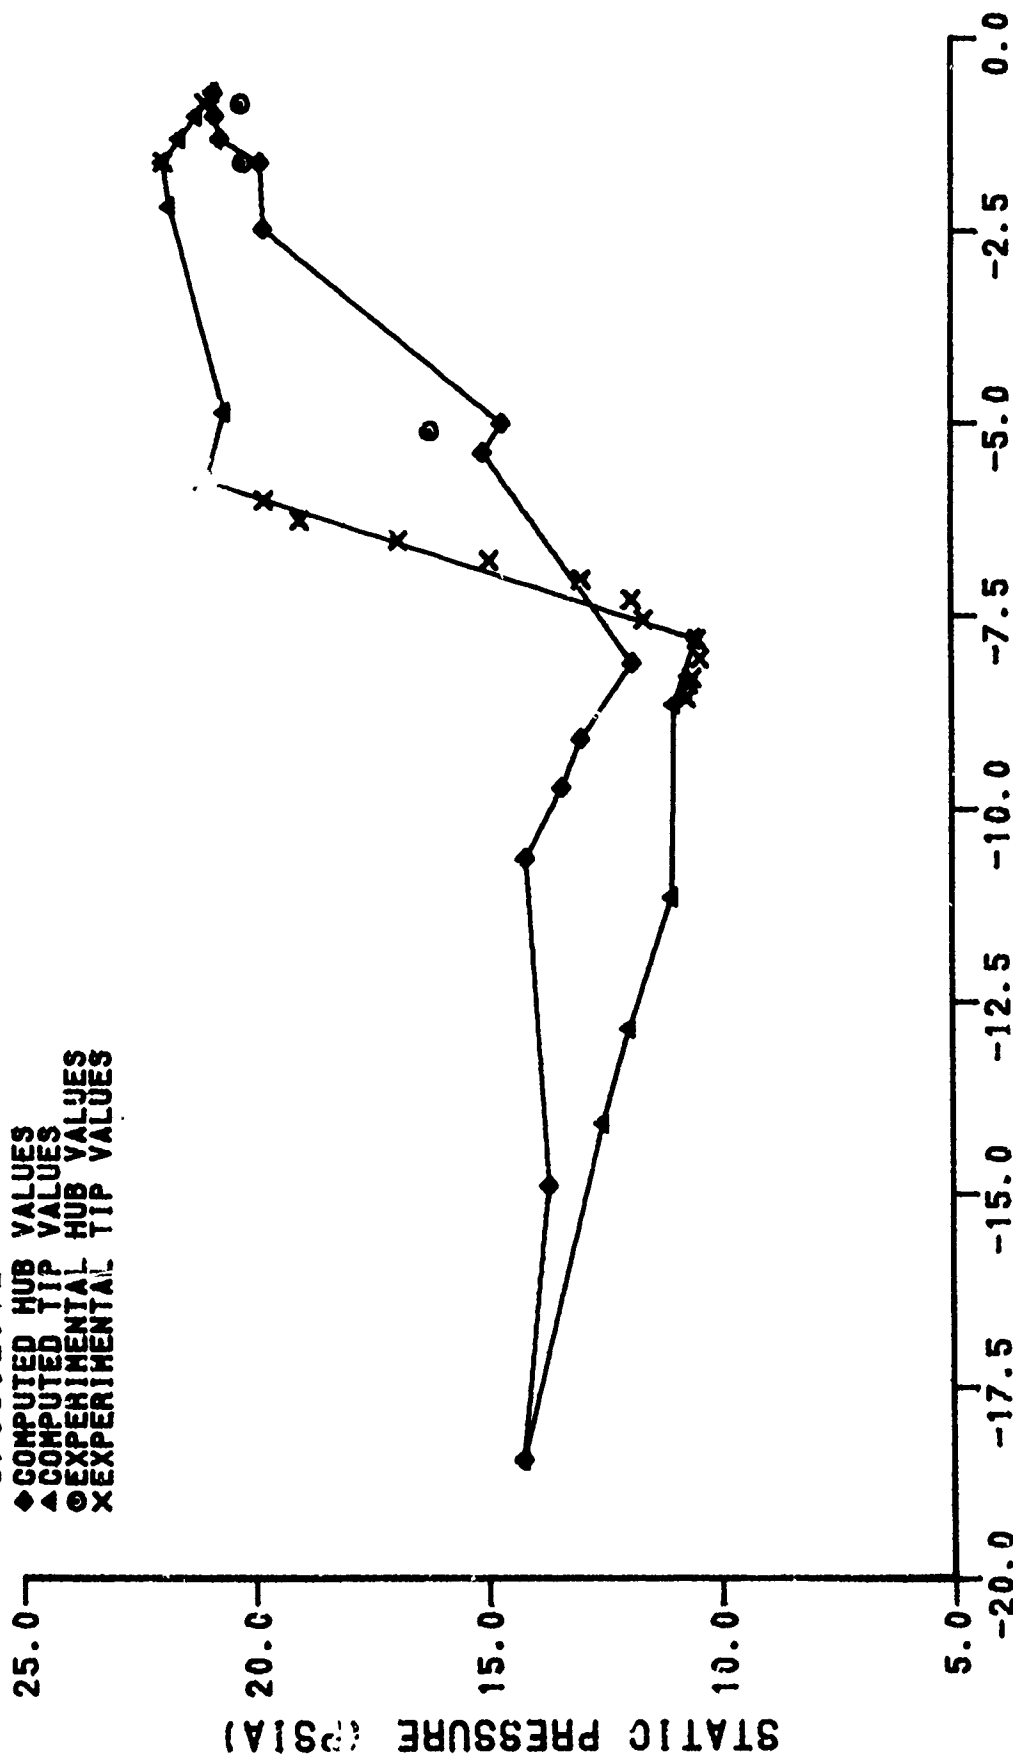 ◆COMPUTED HUB VALUES
▲COMPUTED TIP VALUES
⊙EXPERIMENTAL HUB VALUES
×EXPERIMENTAL TIP VALUES
STATIC PRESSURE (PSIA)
25.0
20.0
15.0
10.0
5.0
-20.0
-17.5
-15.0
-12.5
-10.0
-7.5
-5.0
-2.5
0.0